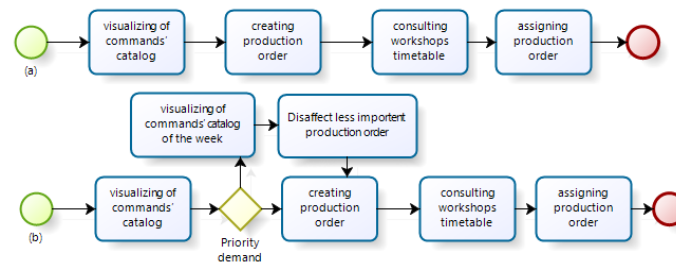 visualizing of
commands'
catalog
creating
production
order
consulting
workshops
timetable
assigning
production
order
(a)
visualizing of
commands' catalog
of the week
Disaffect less importent
production order
visualizing of
commands'
catalog
creating
production
order
consulting
workshops
timetable
assigning
production
order
(b)
Priority
demand